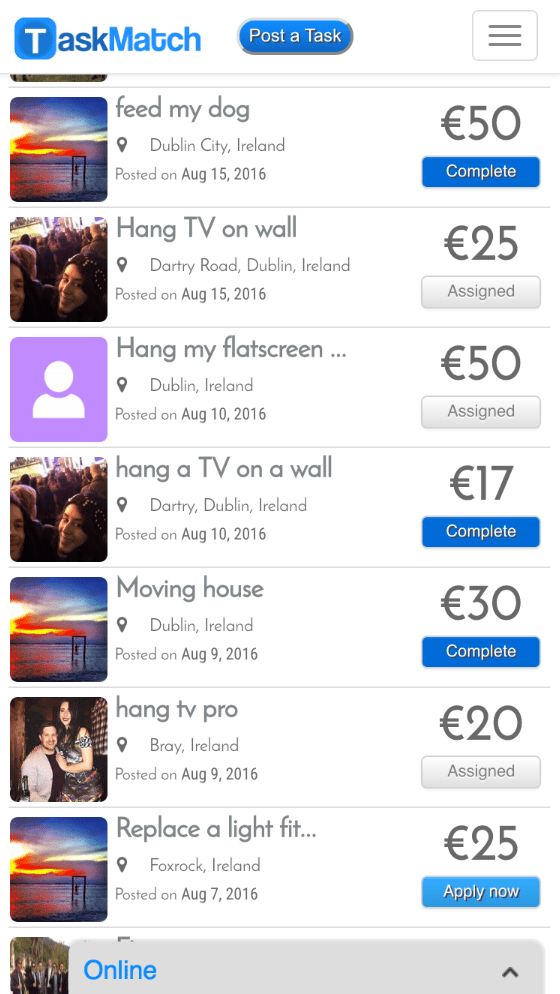 TaskMatch
Post a Task
feed my dog
Dublin City, Ireland
Posted on Aug 15, 2016
€50
Complete
Hang TV on wall
Dartry Road, Dublin, Ireland
Posted on Aug 15, 2016
€25
Assigned
Hang my flatscreen ...
Dublin, Ireland
Posted on Aug 10, 2016
€50
Assigned
hang a TV on a wall
Dartry, Dublin, Ireland
Posted on Aug 10, 2016
€17
Complete
Moving house
Dublin, Ireland
Posted on Aug 9, 2016
€30
Complete
hang tv pro
Bray, Ireland
Posted on Aug 9, 2016
€20
Assigned
Replace a light fit...
Foxrock, Ireland
Posted on Aug 7, 2016
€25
Apply now
Online